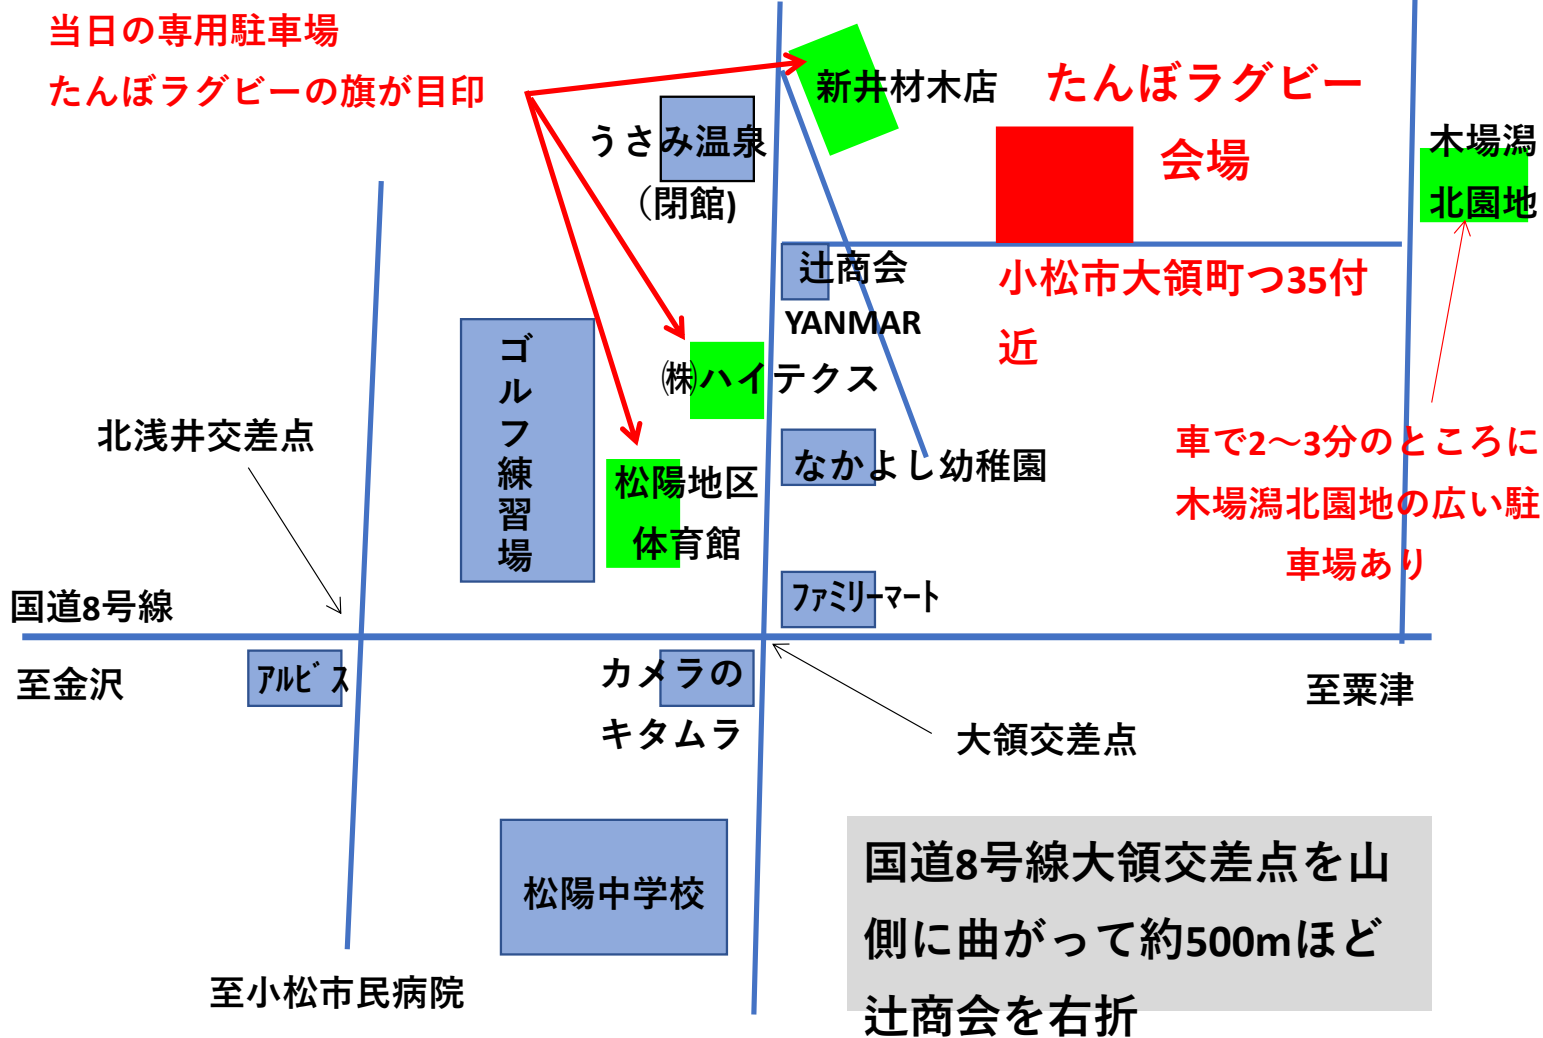 当日の専用駐車場
たんぼラグビーの旗が目印
新井材木店
たんぼラグビー
会場
うさみ温泉
（閉館)
木場潟
北園地
辻商会
YANMAR
小松市大領町つ35付
近
ゴルフ練習場
㈱ハイテクス
北浅井交差点
松陽地区
体育館
なかよし幼稚園
車で2～3分のところに
木場潟北園地の広い駐
車場あり
国道8号線
ﾌｧﾐﾘｰﾏｰﾄ
至金沢
ｱﾙﾋﾞｽ
カメラの
キタムラ
至粟津
大領交差点
松陽中学校
国道8号線大領交差点を山
側に曲がって約500mほど
辻商会を右折
至小松市民病院